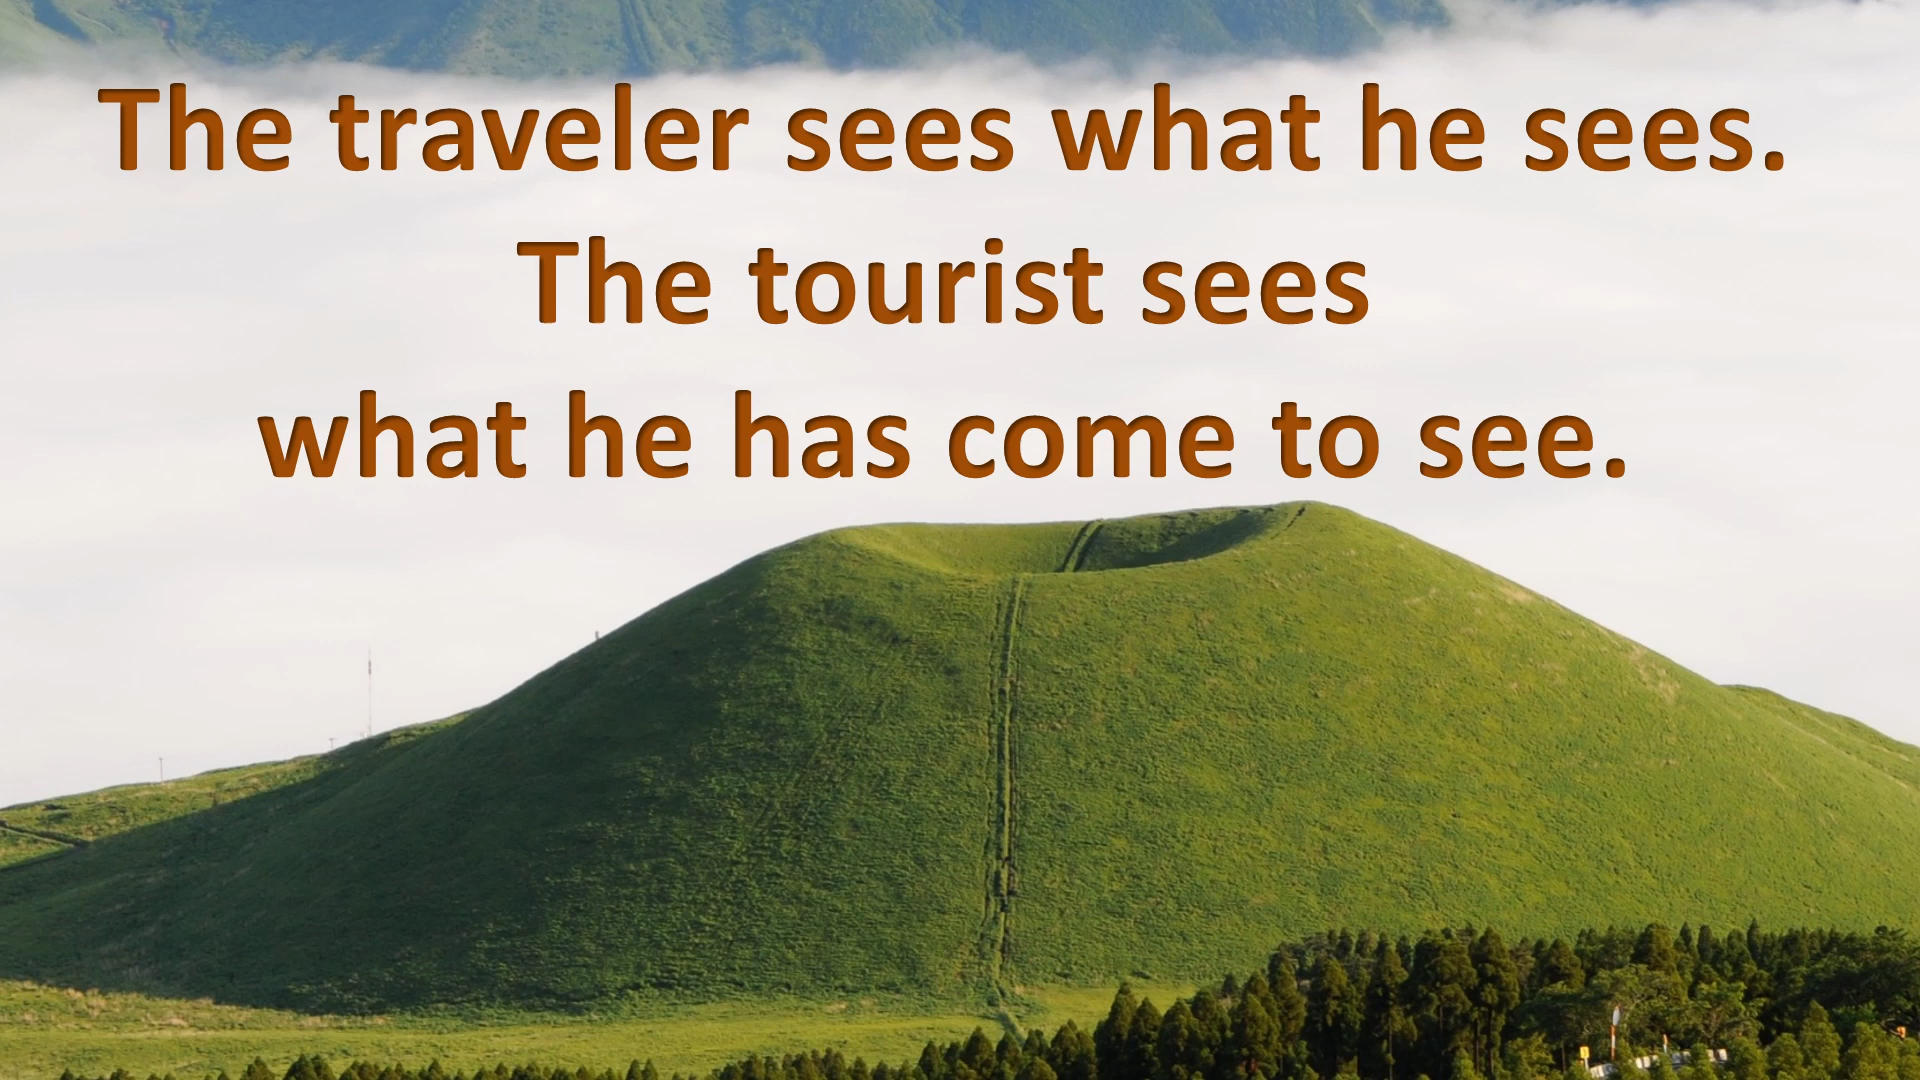 The traveler sees what he sees.
The tourist sees
what he has come to see.